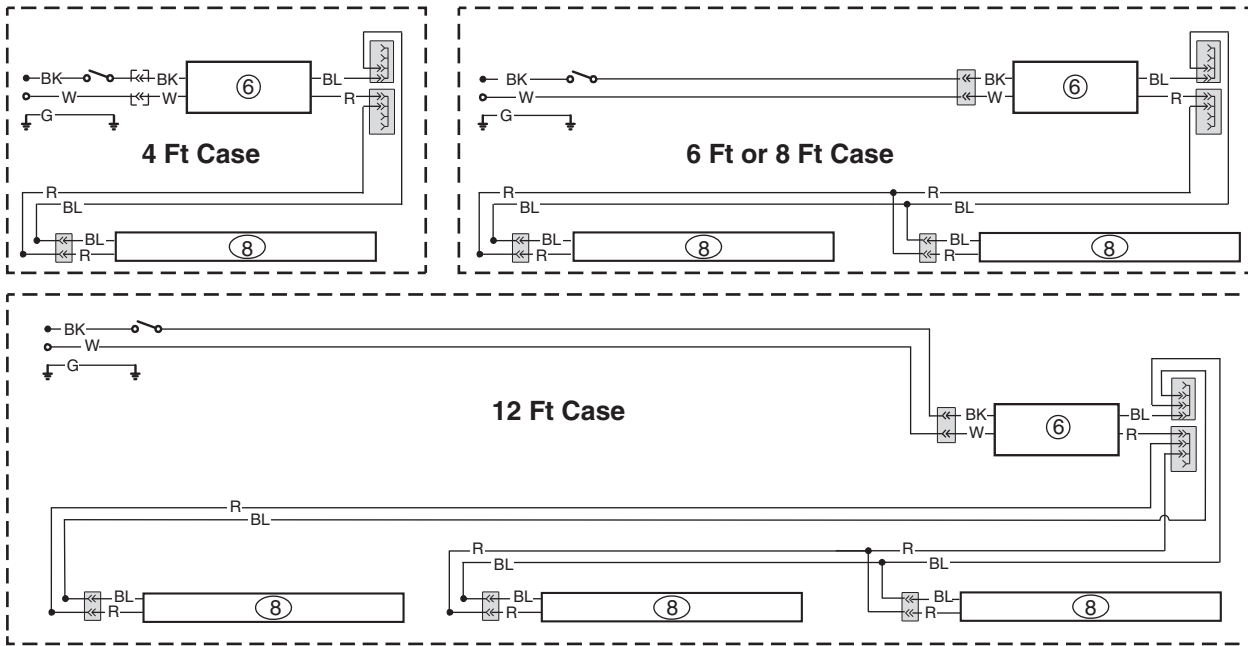 BK BK 6 BL
W W R
G
4 Ft Case
R
BL
BL 8
R
BK BK 6 BL
W W R
G
6 Ft or 8 Ft Case
R R
BL BL
BL 8 BL 8
R R
BK
W
G
12 Ft Case
BK 6 BL
W R
R
BL
R R
BL BL
BL 8 BL 8 BL 8
R R R